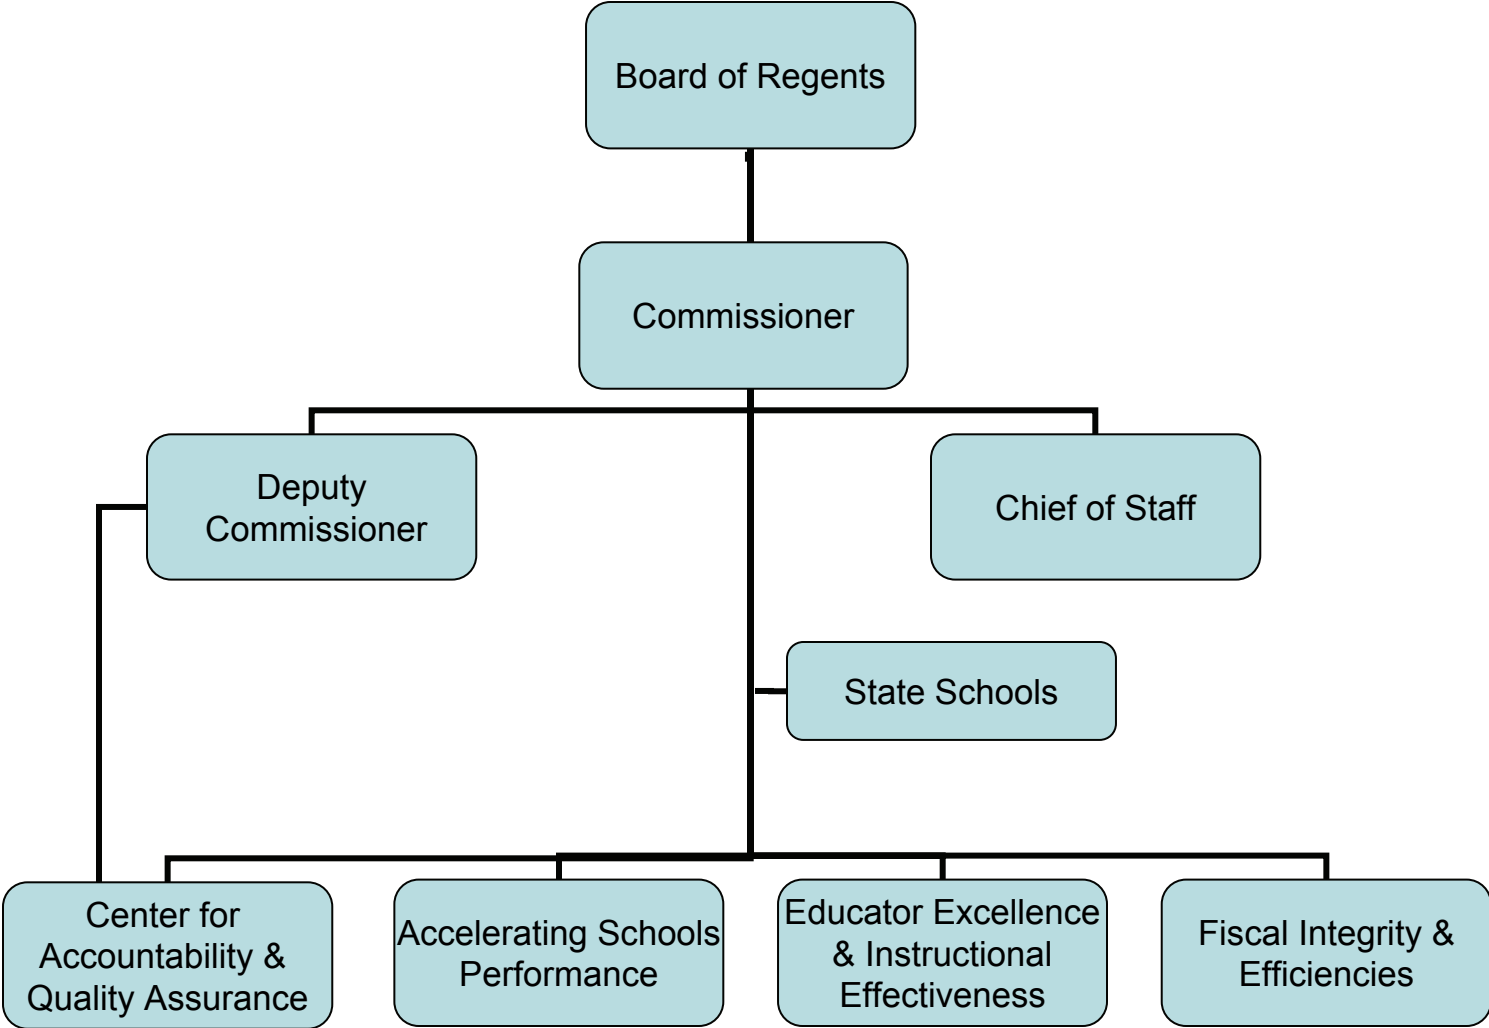 Board of Regents
Commissioner
Deputy
Commissioner
Chief of Staff
State Schools
Center for
Accountability &
Quality Assurance
Accelerating Schools
Performance
Educator Excellence
& Instructional
Effectiveness
Fiscal Integrity &
Efficiencies